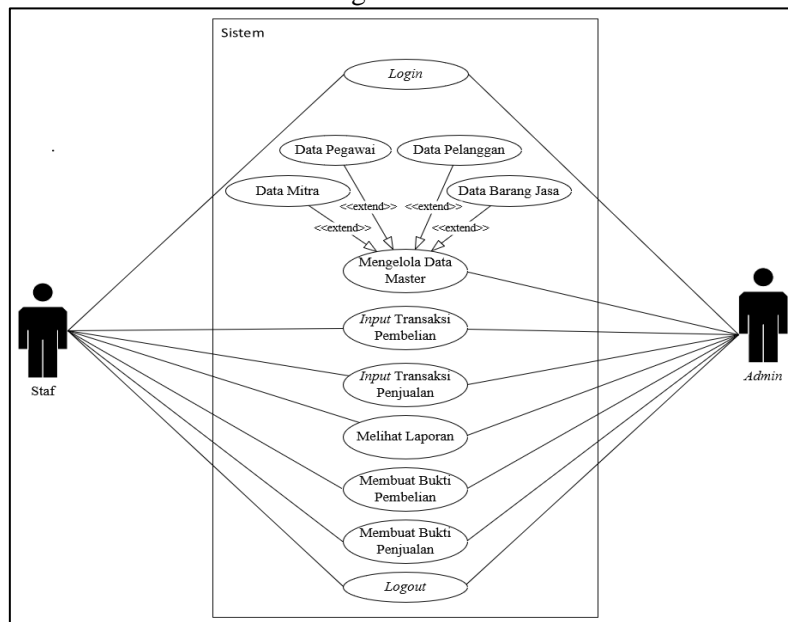 Sistem
Login
Data Pegawai
Data Pelanggan
Data Mitra
Data Barang Jasa
<<extend>>
<<extend>>
<<extend>>
<<extend>>
Mengelola Data
Master
Input Transaksi
Pembelian
Input Transaksi
Penjualan
Staf
Admin
Melihat Laporan
Membuat Bukti
Pembelian
Membuat Bukti
Penjualan
Logout